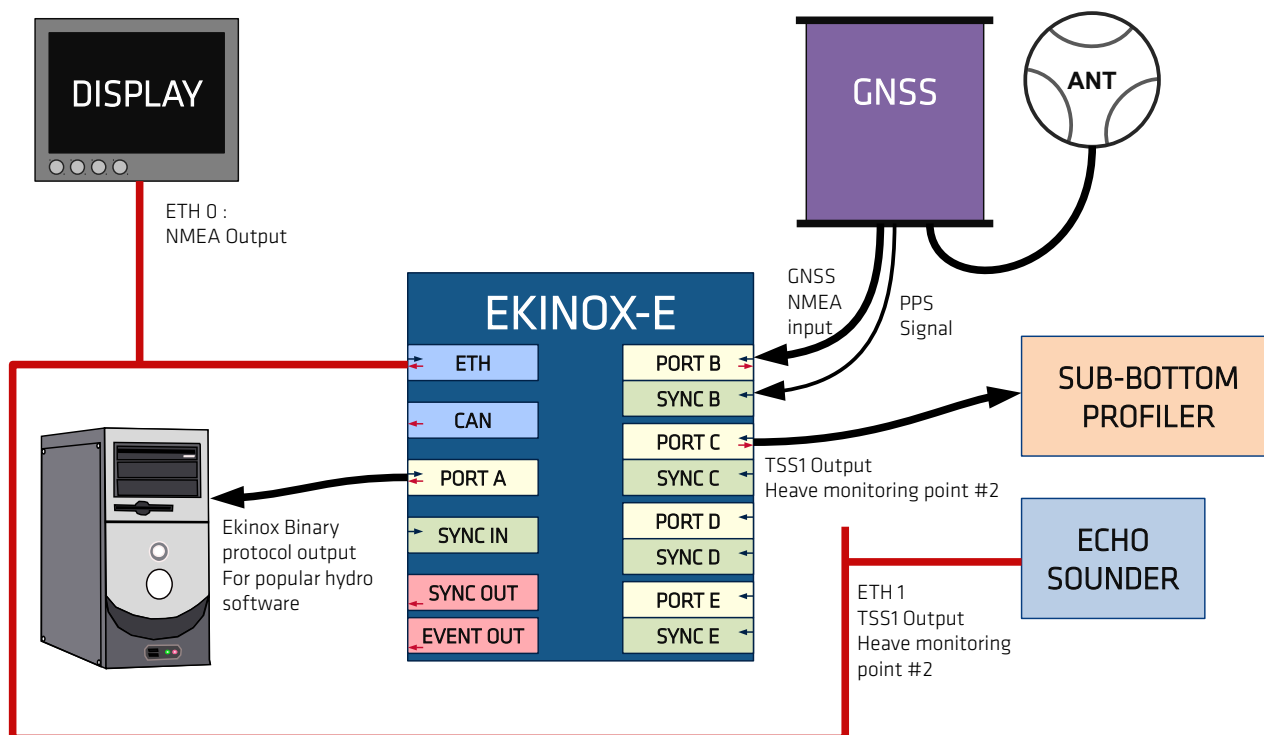 DISPLAY
GNSS
ANT
ETH 0 :
NMEA Output
GNSS
NMEA
input
PPS
Signal
EKINOX-E
ETH
CAN
PORT A
SYNC IN
SYNC OUT
EVENT OUT
PORT B
SYNC B
PORT C
SYNC C
PORT D
SYNC D
PORT E
SYNC E
SUB-BOTTOM
PROFILER
TSS1 Output
Heave monitoring point #2
Ekinox Binary
protocol output
For popular hydro
software
ECHO
SOUNDER
ETH 1
TSS1 Output
Heave monitoring
point #2